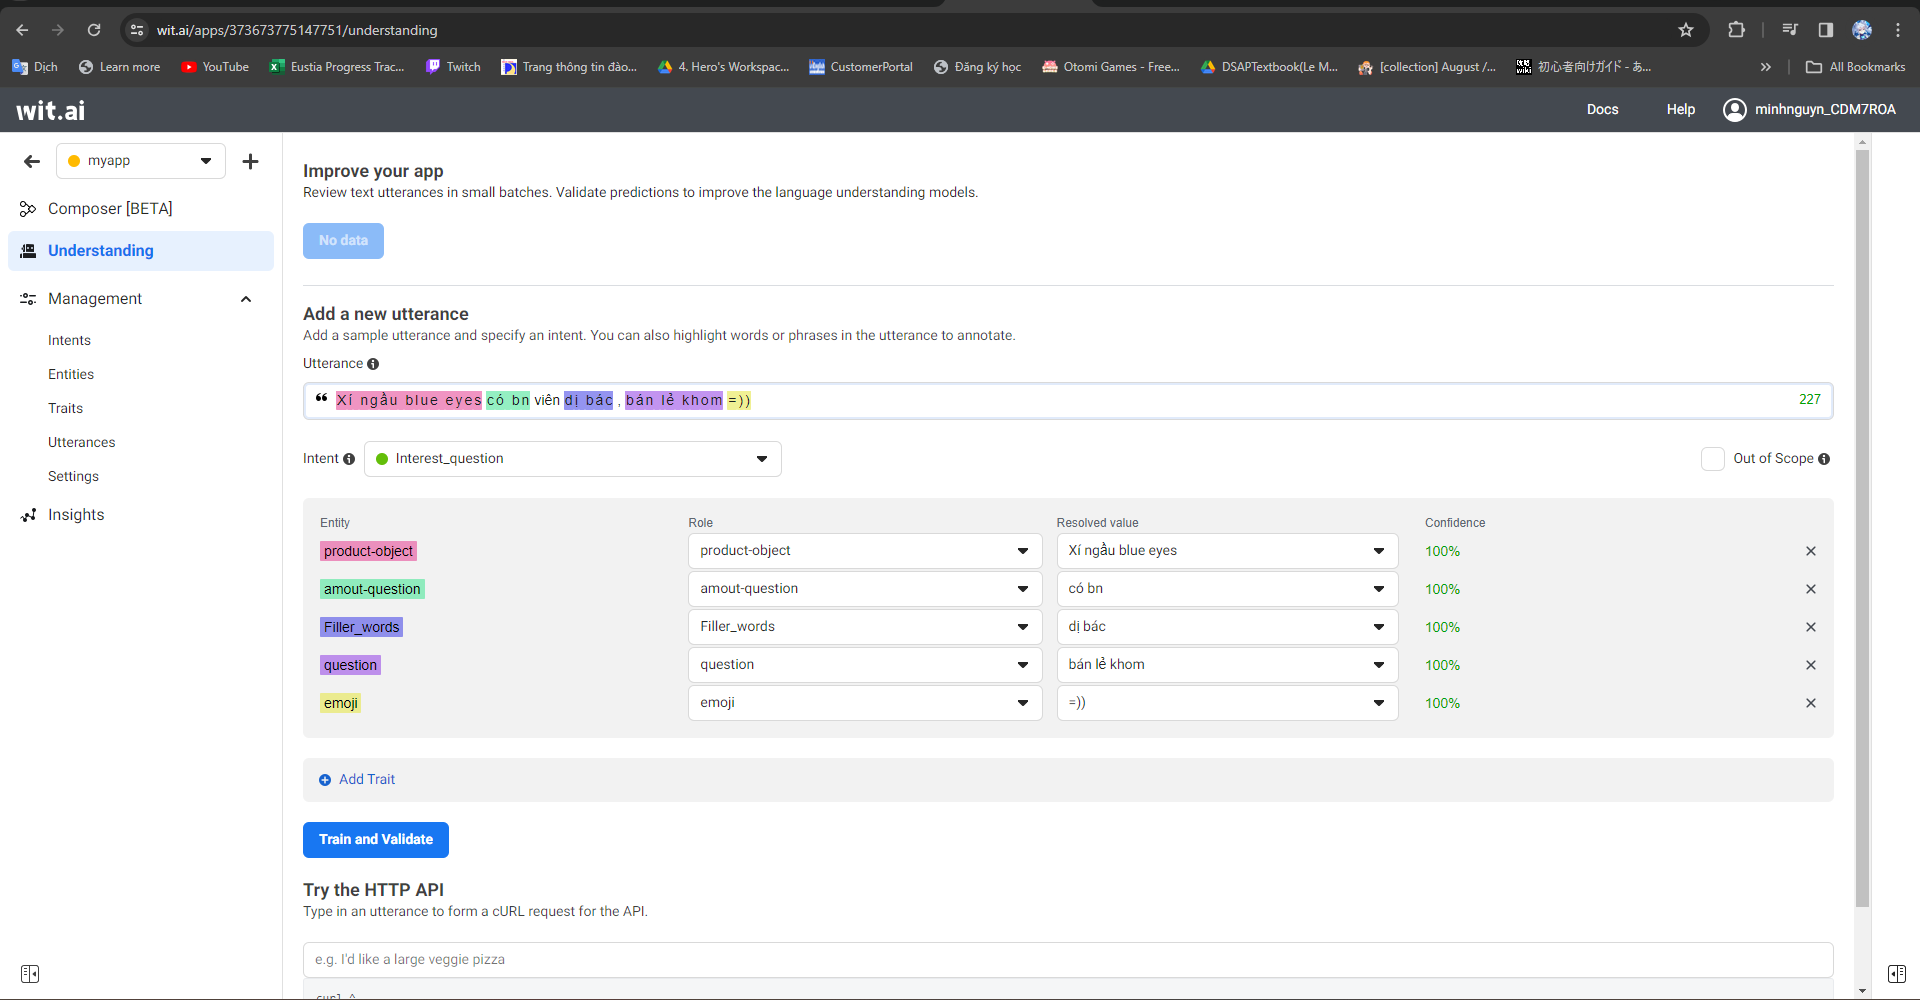 wit.ai/apps/373673775147751/understanding
Dịch Learn more YouTube Eustia Progress Trac... Twitch Trang thông tin đào... 4. Hero's Workspac... CustomerPortal Đăng ký học Otomi Games - Free... DSAPTextbook(Le M... [collection] August /... 初心者向けガイド - あ... » All Bookmarks
wit.ai Docs Help minhnguyn_CDM7ROA
myapp
Composer [BETA]
Understanding
Management
Intents
Entities
Traits
Utterances
Settings
Insights
Improve your app
Review text utterances in small batches. Validate predictions to improve the language understanding models.
No data
Add a new utterance
Add a sample utterance and specify an intent. You can also highlight words or phrases in the utterance to annotate.
Utterance
Xí ngầu blue eyes có bn viên dị bác , bán lẻ khom =)) 227
Intent Interest_question Out of Scope
Entity Role Resolved value Confidence
product-object product-object Xí ngầu blue eyes 100%
amout-question amout-question có bn 100%
Filler_words Filler_words dị bác 100%
question question bán lẻ khom 100%
emoji emoji =)) 100%
Add Trait
Train and Validate
Try the HTTP API
Type in an utterance to form a cURL request for the API.
e.g. I'd like a large veggie pizza